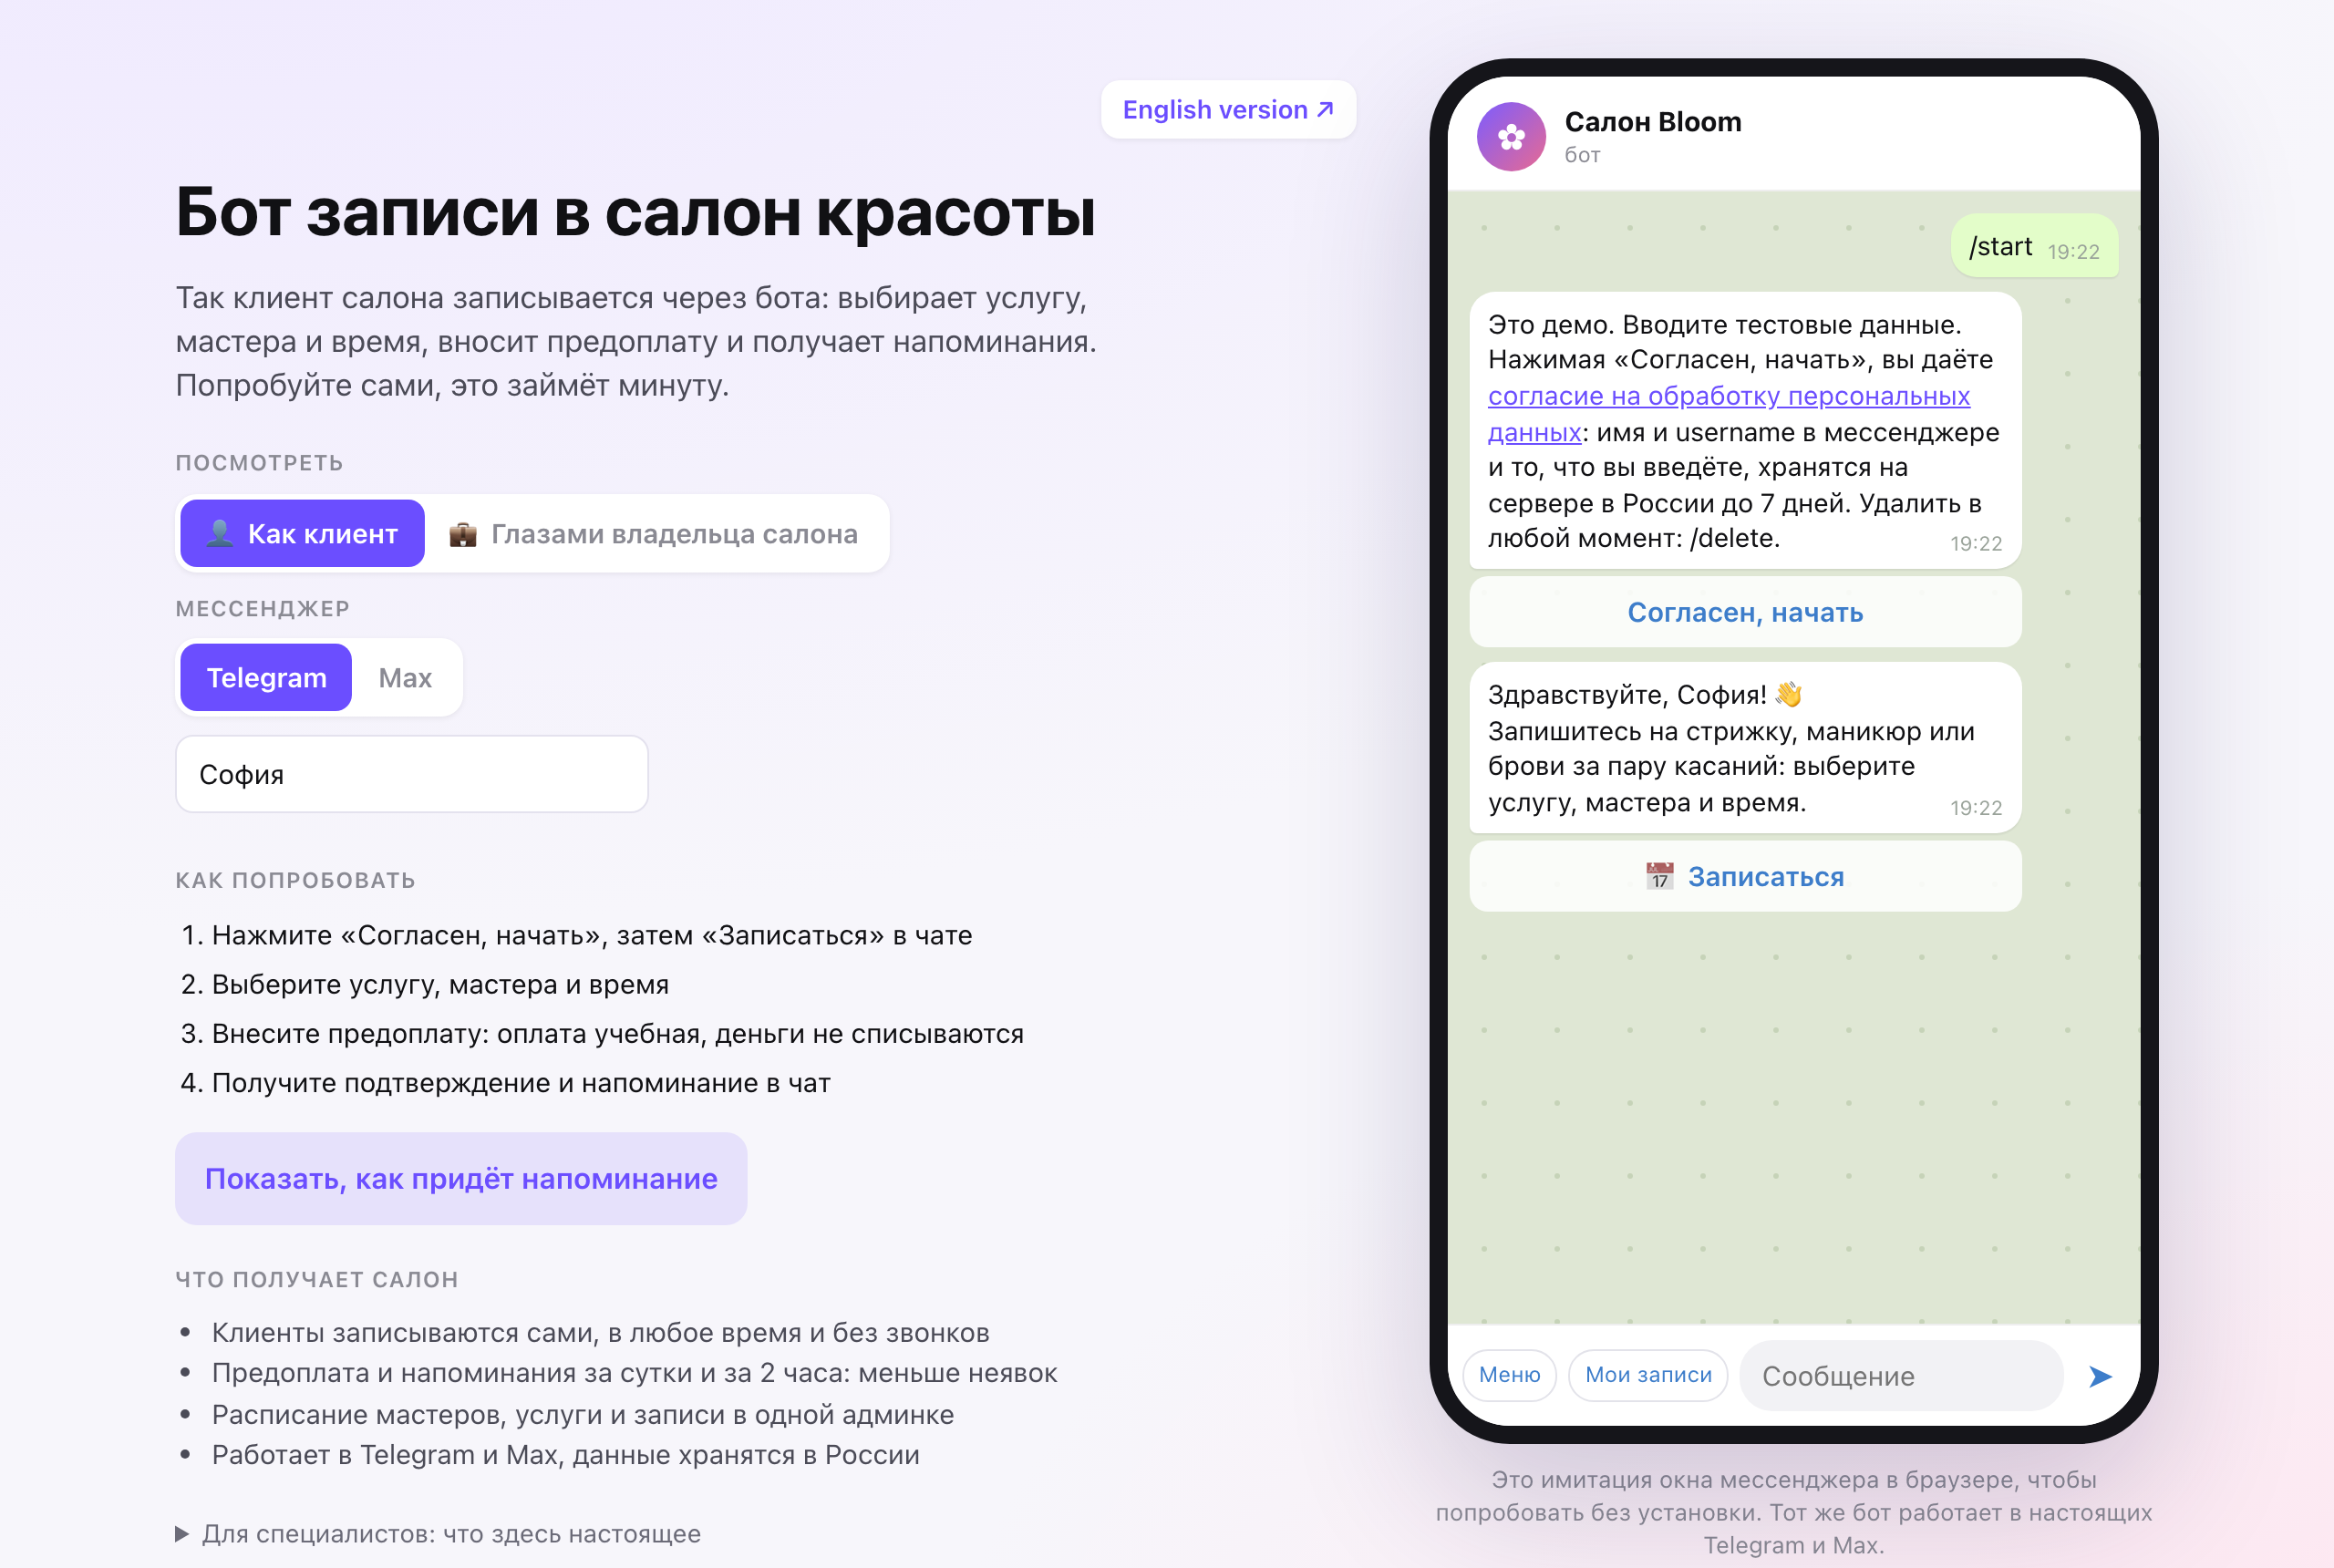 English version ↗
Бот записи в салон красоты
Так клиент салона записывается через бота: выбирает услугу,
мастера и время, вносит предоплату и получает напоминания.
Попробуйте сами, это займёт минуту.
ПОСМОТРЕТЬ
👤 Как клиент
💼 Глазами владельца салона
МЕССЕНДЖЕР
Telegram
Max
София
КАК ПОПРОБОВАТЬ
1. Нажмите «Согласен, начать», затем «Записаться» в чате
2. Выберите услугу, мастера и время
3. Внесите предоплату: оплата учебная, деньги не списываются
4. Получите подтверждение и напоминание в чат
Показать, как придёт напоминание
ЧТО ПОЛУЧАЕТ САЛОН
• Клиенты записываются сами, в любое время и без звонков
• Предоплата и напоминания за сутки и за 2 часа: меньше неявок
• Расписание мастеров, услуги и записи в одной админке
• Работает в Telegram и Max, данные хранятся в России
▶ Для специалистов: что здесь настоящее
Салон Bloom
бот
/start 19:22
Это демо. Вводите тестовые данные.
Нажимая «Согласен, начать», вы даёте
согласие на обработку персональных
данных: имя и username в мессенджере
и то, что вы введёте, хранятся на
сервере в России до 7 дней. Удалить в
любой момент: /delete. 19:22
Согласен, начать
Здравствуйте, София! 👋
Запишитесь на стрижку, маникюр или
брови за пару касаний: выберите
услугу, мастера и время. 19:22
📅 Записаться
Меню
Мои записи
Сообщение
Это имитация окна мессенджера в браузере, чтобы
попробовать без установки. Тот же бот работает в настоящих
Telegram и Max.